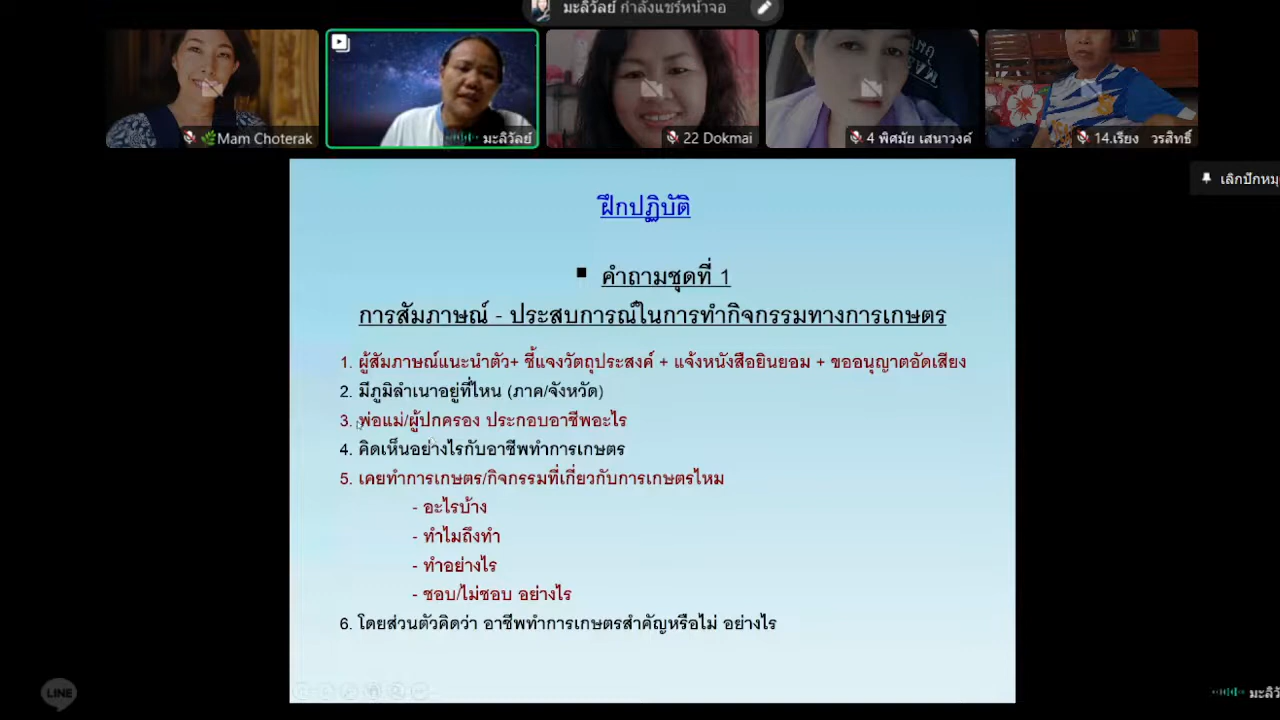 มะลิวัลย์ กำลังแชร์หน้าจอ
Mam Choterak
มะลิวัลย์
22 Dokmai
4 พิศมัย เสนาวงค์
14.เรียง วรสิทธิ์
ฝึกปฏิบัติ
คำถามชุดที่ 1
การสัมภาษณ์ - ประสบการณ์ในการทำกิจกรรมทางการเกษตร
1. ผู้สัมภาษณ์แนะนำตัว+ ชี้แจงวัตถุประสงค์ + แจ้งหนังสือยินยอม + ขออนุญาตอัดเสียง
2. มีภูมิลำเนาอยู่ที่ไหน (ภาค/จังหวัด)
3. พ่อแม่/ผู้ปกครอง ประกอบอาชีพอะไร
4. คิดเห็นอย่างไรกับอาชีพทำการเกษตร
5. เคยทำการเกษตร/กิจกรรมที่เกี่ยวกับการเกษตรไหม
- อะไรบ้าง
- ทำไมถึงทำ
- ทำอย่างไร
- ชอบ/ไม่ชอบ อย่างไร
6. โดยส่วนตัวคิดว่า อาชีพทำการเกษตรสำคัญหรือไม่ อย่างไร
LINE